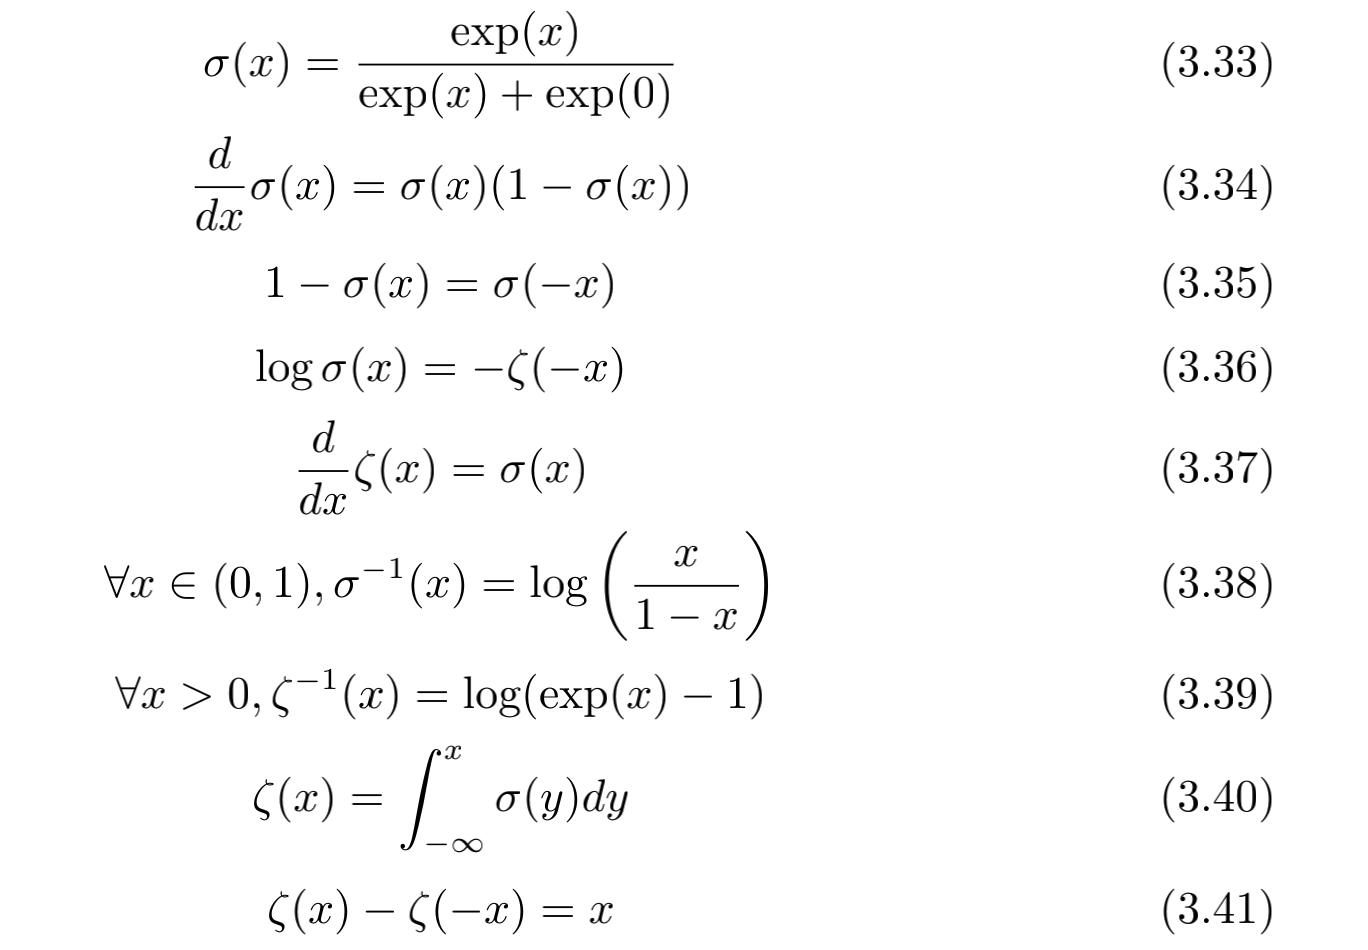 σ(x) = exp(x) / (exp(x) + exp(0)) (3.33)
d/dx σ(x) = σ(x)(1 − σ(x)) (3.34)
1 − σ(x) = σ(−x) (3.35)
log σ(x) = −ζ(−x) (3.36)
d/dx ζ(x) = σ(x) (3.37)
∀x ∈ (0, 1), σ⁻¹(x) = log (x / (1 − x)) (3.38)
∀x > 0, ζ⁻¹(x) = log(exp(x) − 1) (3.39)
ζ(x) = ∫_{−∞}^{x} σ(y)dy (3.40)
ζ(x) − ζ(−x) = x (3.41)